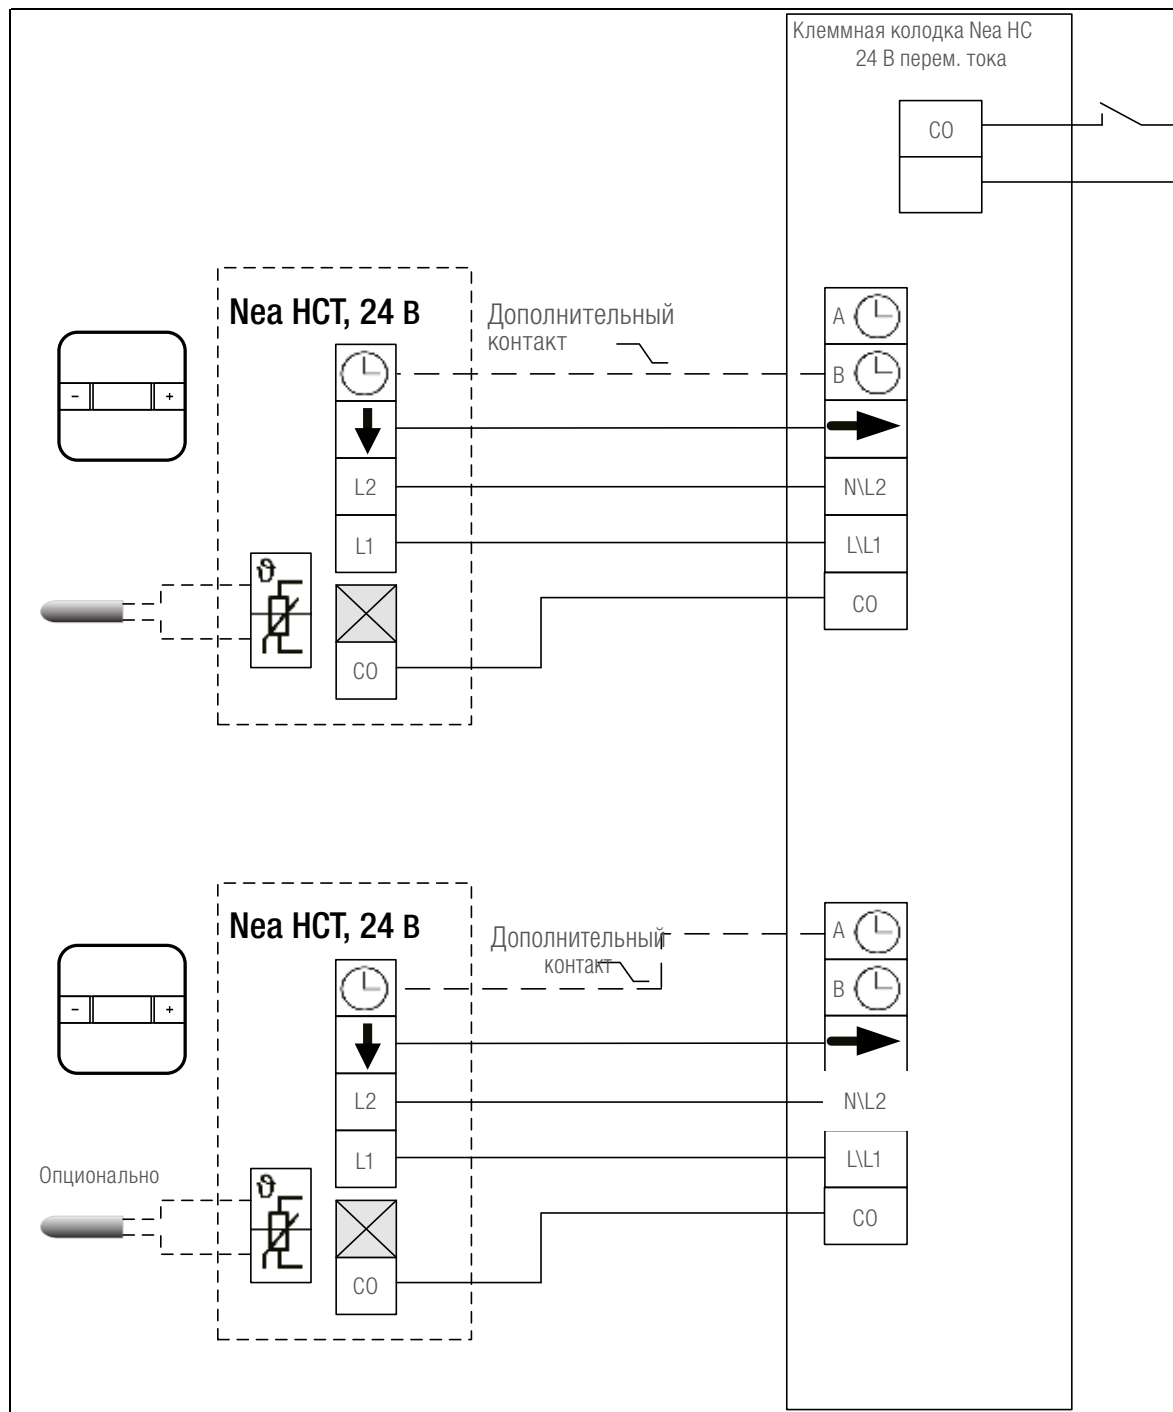 Клеммная колодка Nea HC
24 В перем. тока
CO
Nea HCT, 24 В
Дополнительный
контакт
A
B
- +
L2
N\L2
L1
L\L1
ϑ
CO
CO
Nea HCT, 24 В
Дополнительный
контакт
A
B
- +
L2
N\L2
L1
L\L1
Опционально
ϑ
CO
CO